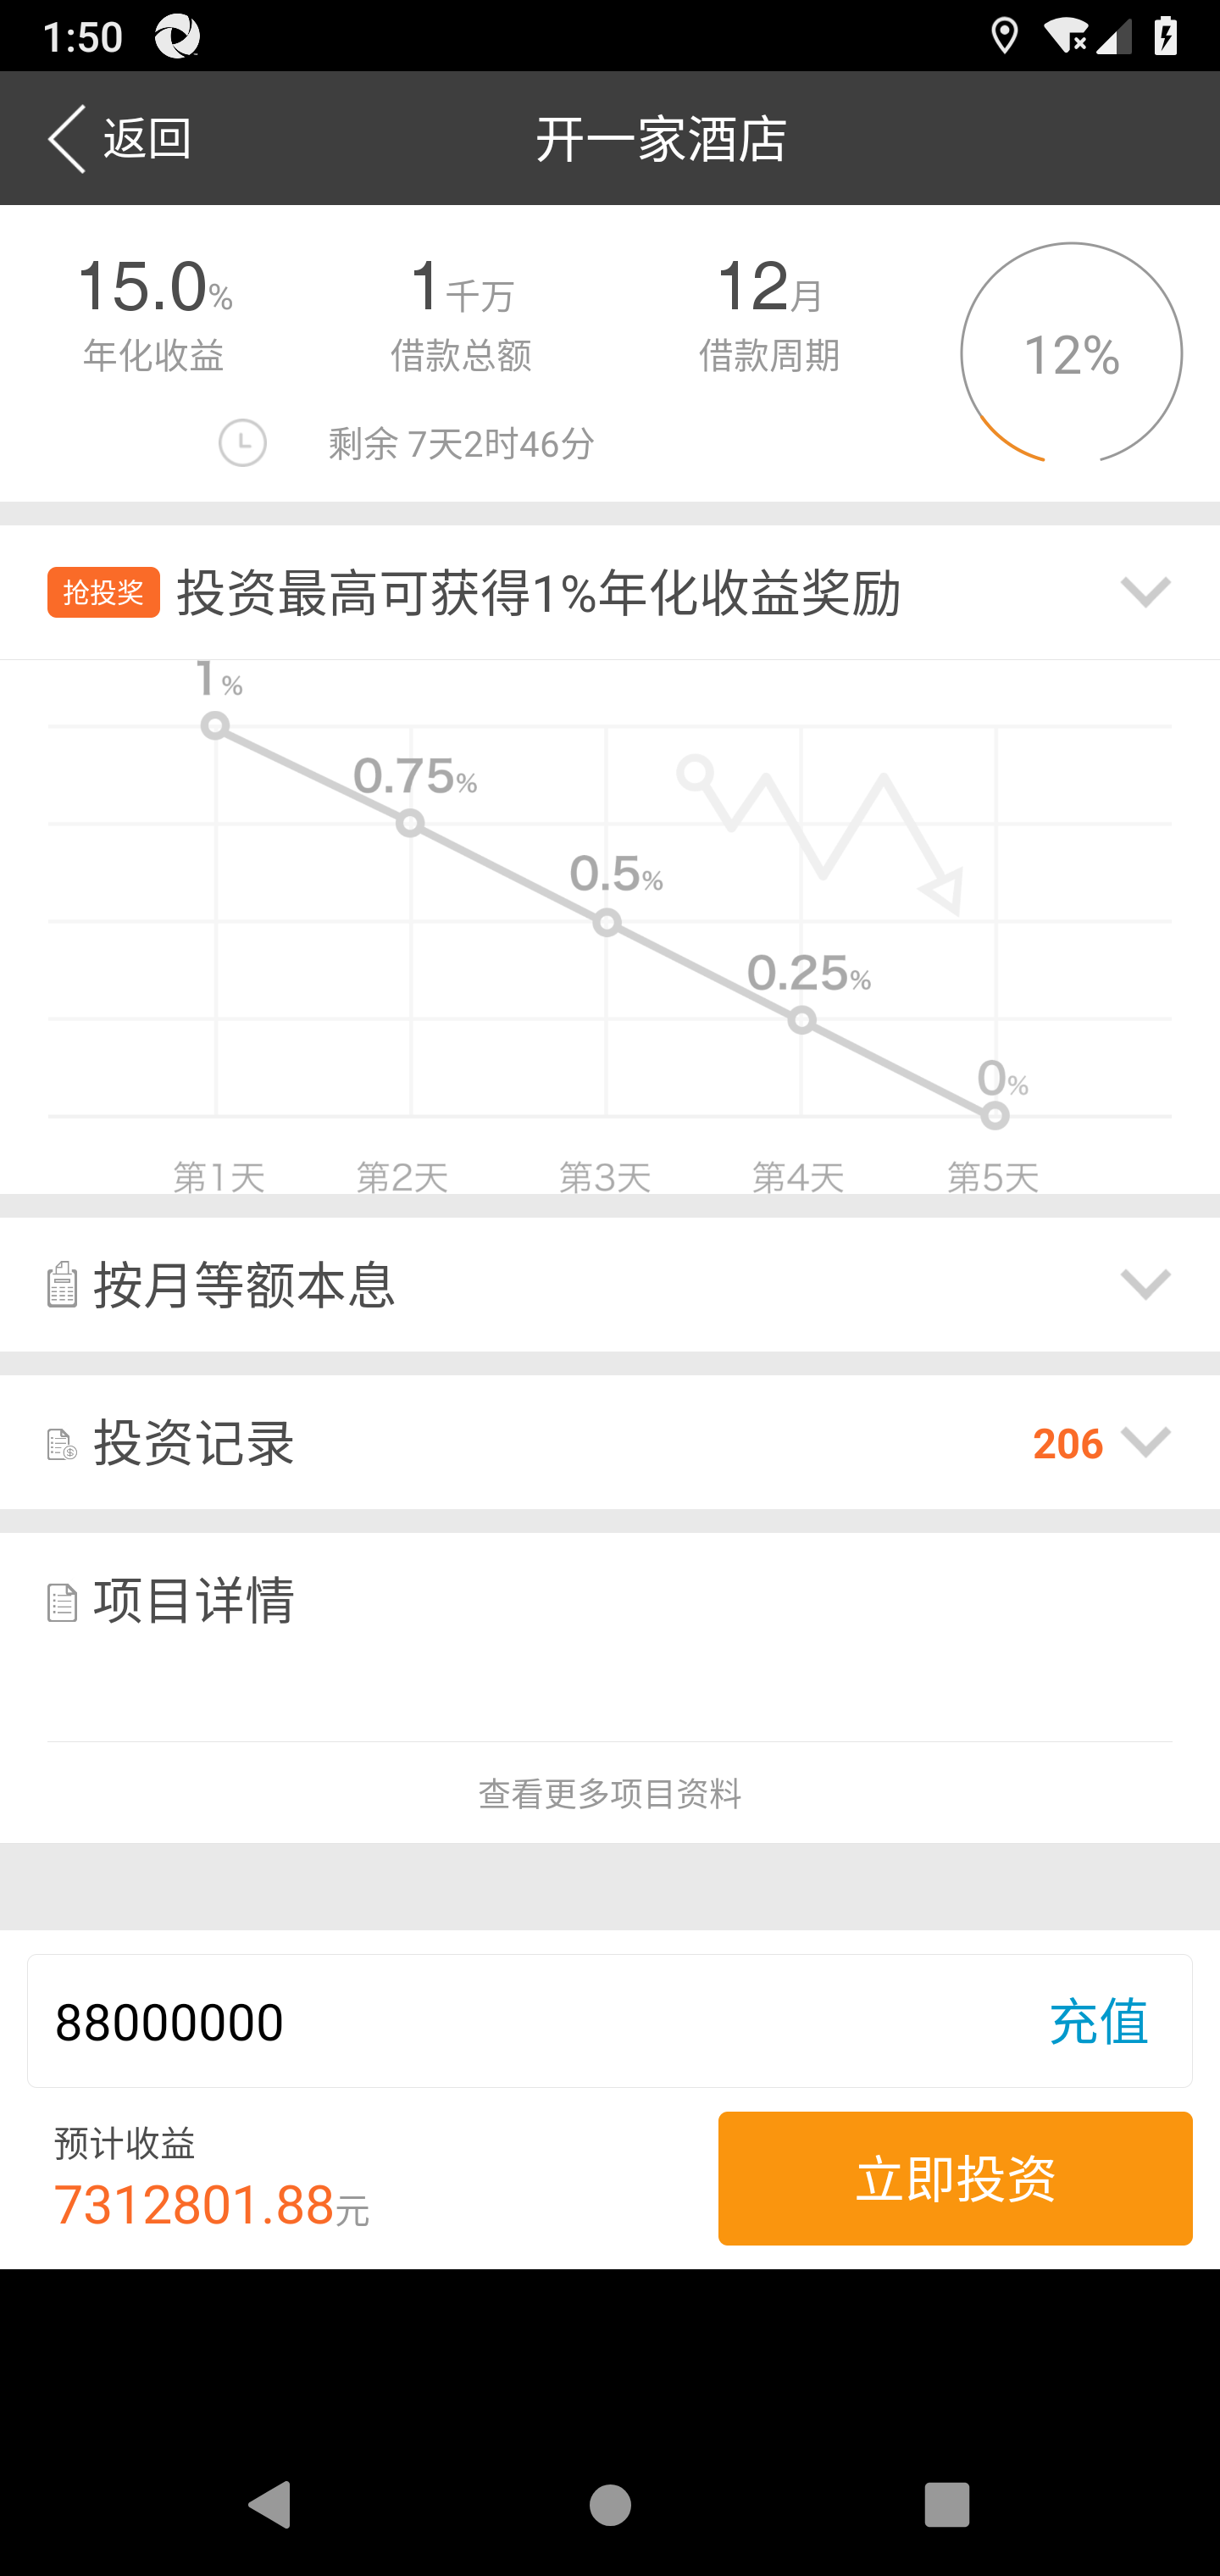 1:50
返回
开一家酒店
15.0%
1千万
12月
年化收益
借款总额
借款周期
12%
剩余 7天2时46分
抢投奖 投资最高可获得1%年化收益奖励
1%
0.75%
0.5%
0.25%
0%
第1天 第2天 第3天 第4天 第5天
按月等额本息
投资记录 206
项目详情
查看更多项目资料
88000000 充值
预计收益
7312801.88元
立即投资